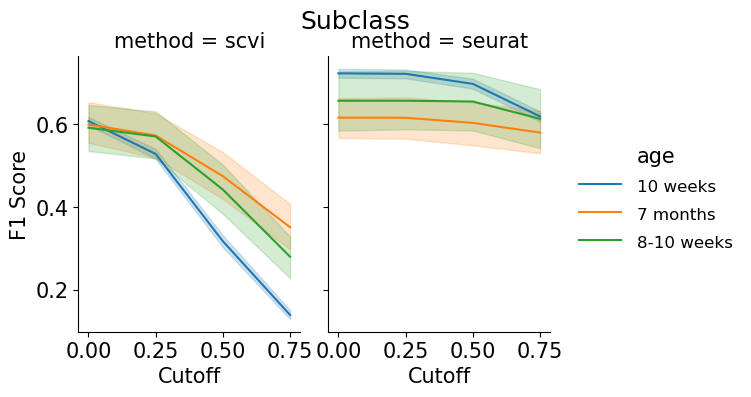 Subclass
method = scvi
method = seurat
F1 Score
0.6
0.4
0.2
0.00 0.25 0.50 0.75
0.00 0.25 0.50 0.75
Cutoff
Cutoff
age
10 weeks
7 months
8-10 weeks